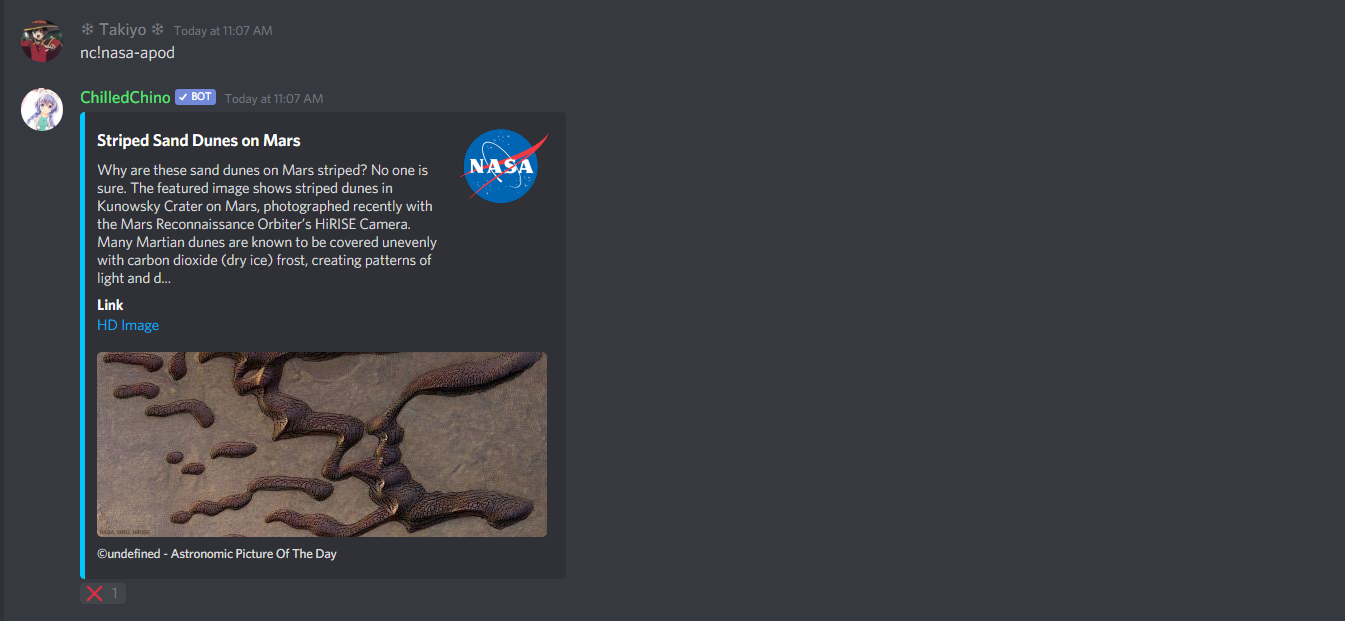 ❄ Takiyo ❄ Today at 11:07 AM
nc!nasa-apod
ChilledChino ✓ BOT Today at 11:07 AM
Striped Sand Dunes on Mars
NASA
Why are these sand dunes on Mars striped? No one is
sure. The featured image shows striped dunes in
Kunowsky Crater on Mars, photographed recently with
the Mars Reconnaissance Orbiter's HiRISE Camera.
Many Martian dunes are known to be covered unevenly
with carbon dioxide (dry ice) frost, creating patterns of
light and d...
Link
HD Image
©undefined - Astronomic Picture Of The Day
❌ 1